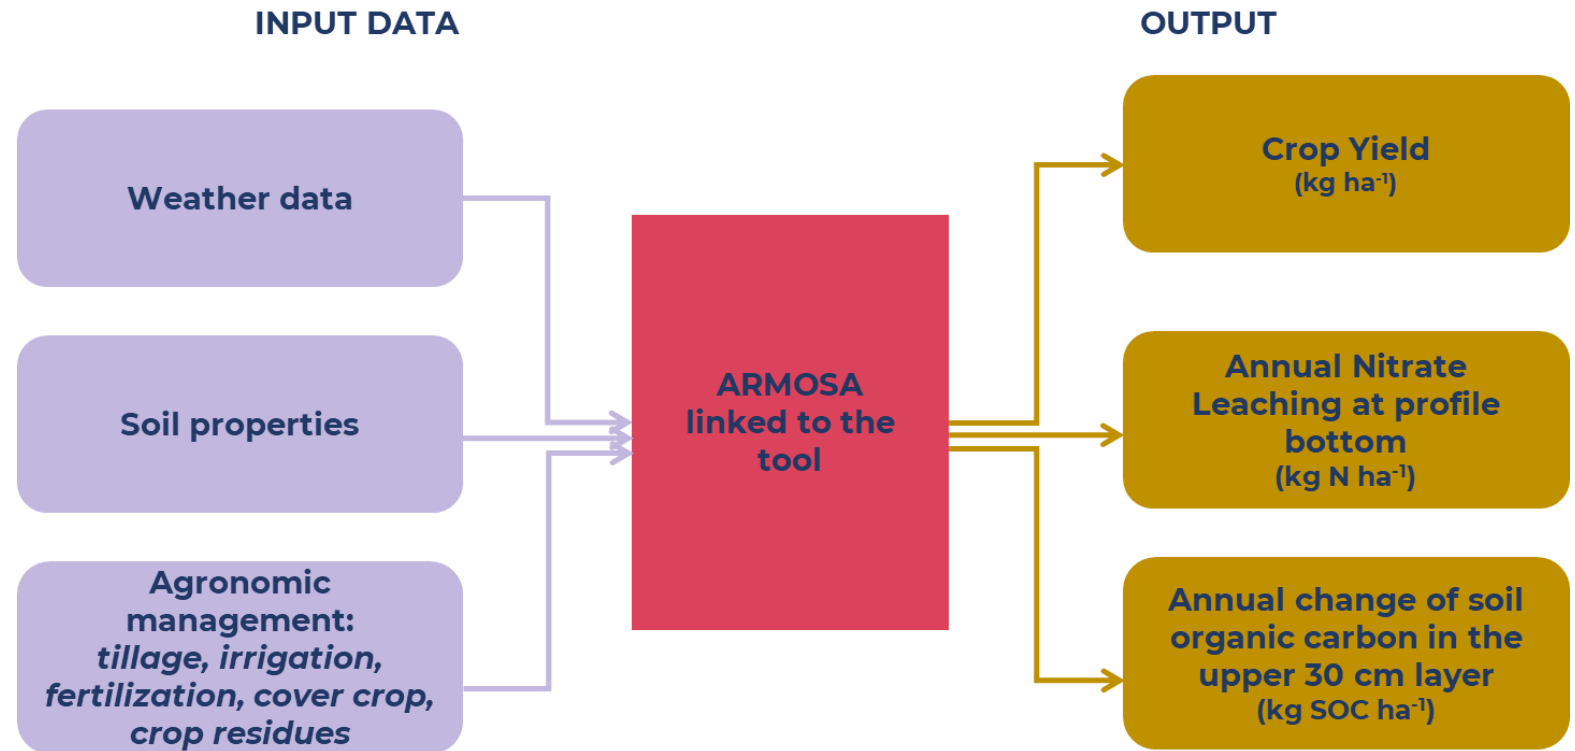 INPUT DATA
OUTPUT
Weather data
Soil properties
Agronomic
management:
tillage, irrigation,
fertilization, cover crop,
crop residues
ARMOSA
linked to the
tool
Crop Yield
(kg ha⁻¹)
Annual Nitrate
Leaching at profile
bottom
(kg N ha⁻¹)
Annual change of soil
organic carbon in the
upper 30 cm layer
(kg SOC ha⁻¹)